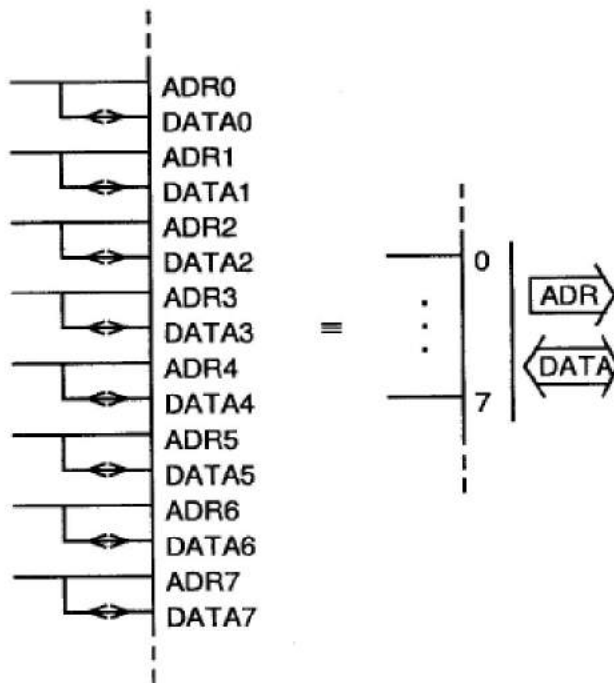 ADR0
DATA0
ADR1
DATA1
ADR2
DATA2
ADR3
DATA3
ADR4
DATA4
ADR5
DATA5
ADR6
DATA6
ADR7
DATA7
≡
0
7
ADR
DATA